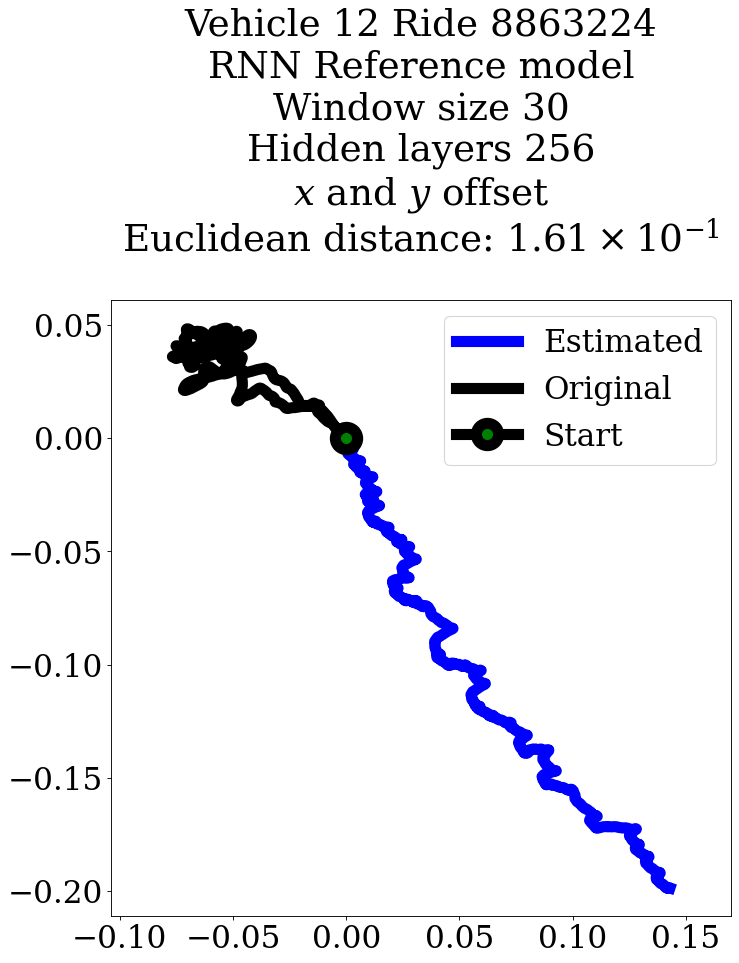 Vehicle 12 Ride 8863224
RNN Reference model
Window size 30
Hidden layers 256
x and y offset
Euclidean distance: 1.61 × 10⁻¹
Estimated
Original
Start
0.05
0.00
−0.05
−0.10
−0.15
−0.20
−0.10
−0.05
0.00
0.05
0.10
0.15